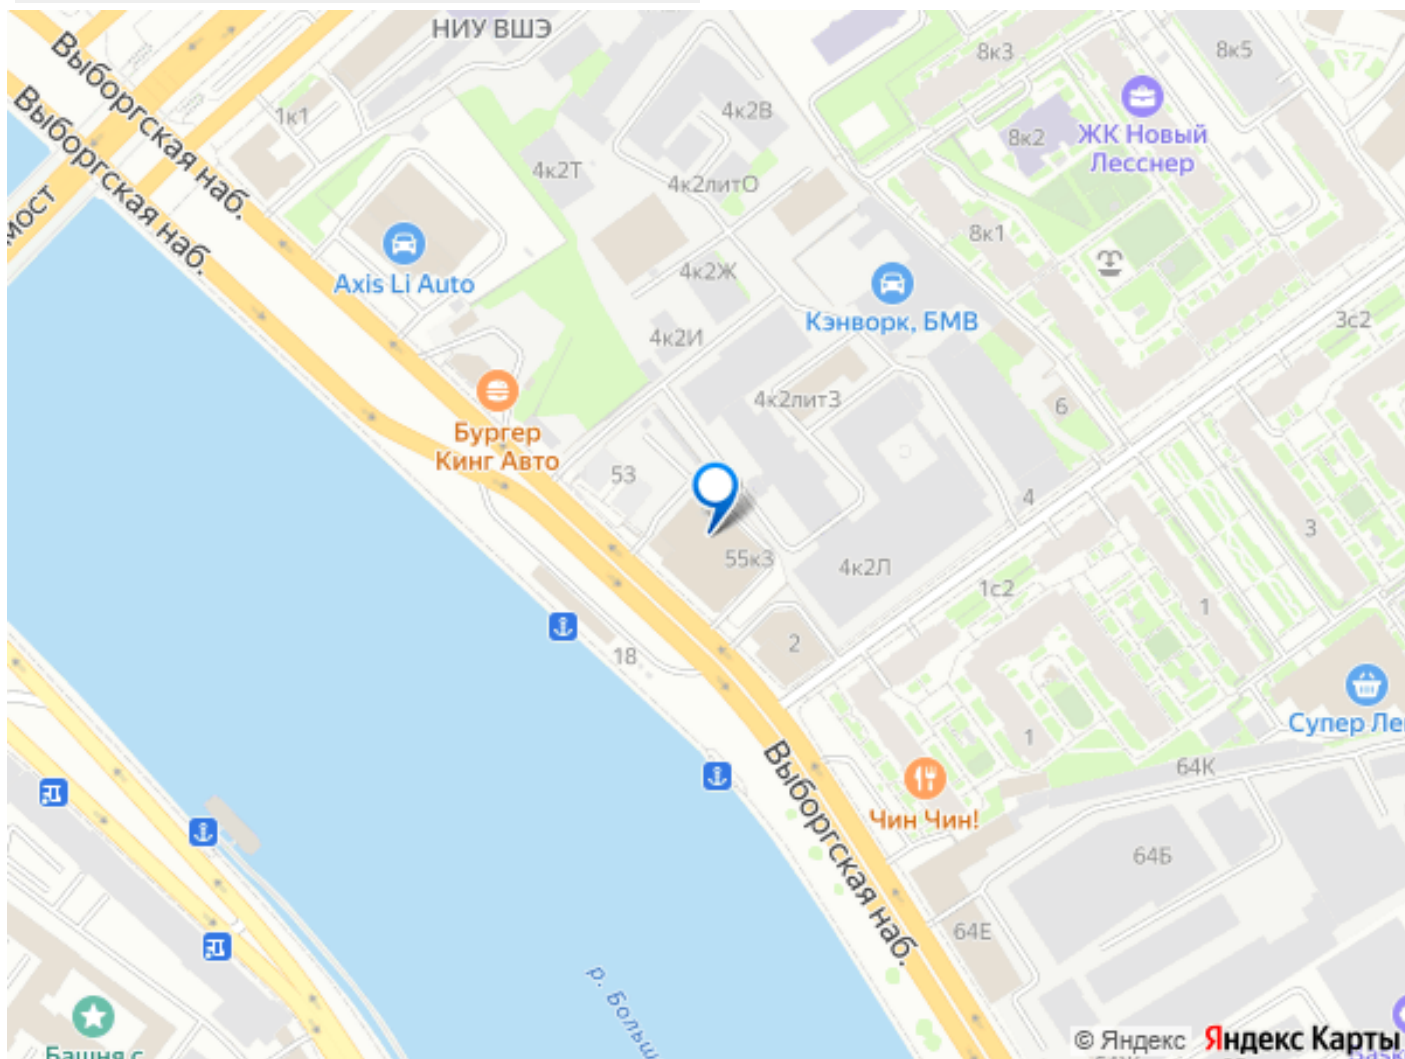 НИУ ВШЭ
8к3
8к5
Выборгская наб.
Выборгская наб.
1к1
4к2В
8к2
ЖК Новый
Лесснер
4к2Т
4к2литО
мост
8к1
Axis Li Auto
4к2Ж
Кэнворк, БМВ
3с2
4к2И
4к2литЗ
6
Бургер
Кинг Авто
53
4
3
55к3
4к2Л
1с2
1
2
18
Супер Ле
1
64К
Выборгская наб.
Чин Чин!
64Б
64Е
р. Больш
Башня с
© Яндекс Яндекс Карты